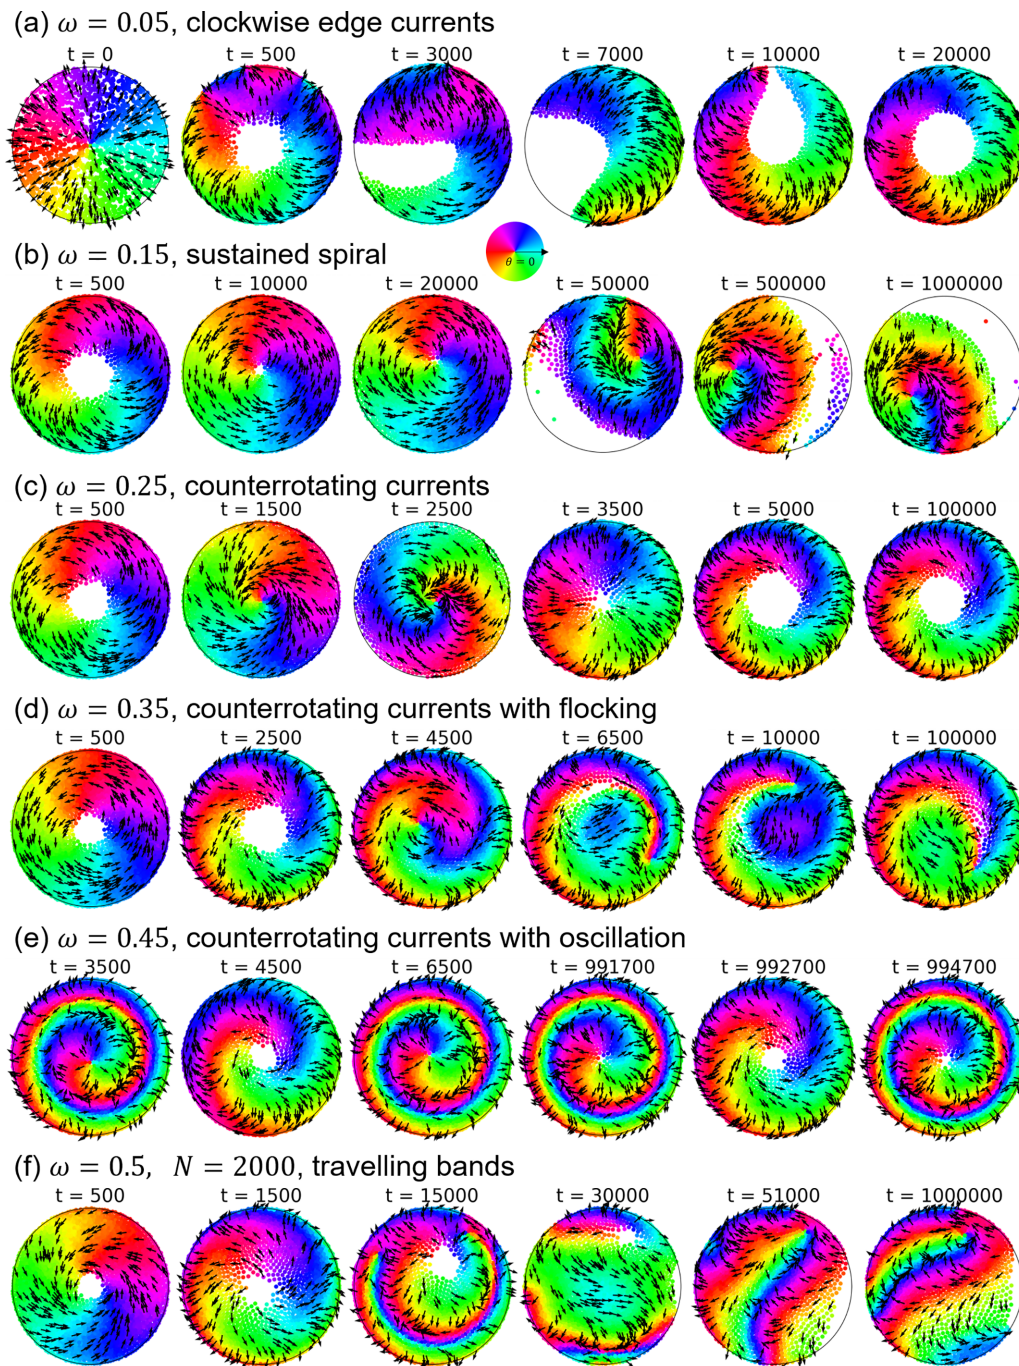 (a) ω = 0.05, clockwise edge currents
t = 0 t = 500 t = 3000 t = 7000 t = 10000 t = 20000
(b) ω = 0.15, sustained spiral
θ = 0
t = 500 t = 10000 t = 20000 t = 50000 t = 500000 t = 1000000
(c) ω = 0.25, counterrotating currents
t = 500 t = 1500 t = 2500 t = 3500 t = 5000 t = 100000
(d) ω = 0.35, counterrotating currents with flocking
t = 500 t = 2500 t = 4500 t = 6500 t = 10000 t = 100000
(e) ω = 0.45, counterrotating currents with oscillation
t = 3500 t = 4500 t = 6500 t = 991700 t = 992700 t = 994700
(f) ω = 0.5, N = 2000, travelling bands
t = 500 t = 1500 t = 15000 t = 30000 t = 51000 t = 1000000